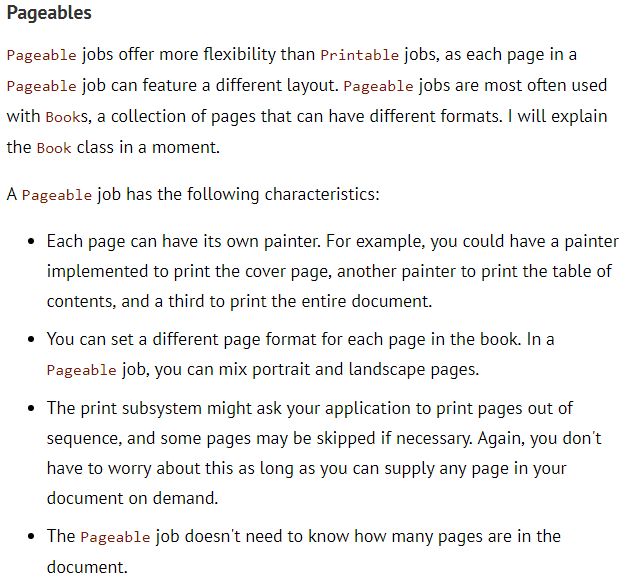 Pageables
Pageable jobs offer more flexibility than Printable jobs, as each page in a
Pageable job can feature a different layout. Pageable jobs are most often used
with Books, a collection of pages that can have different formats. I will explain
the Book class in a moment.
A Pageable job has the following characteristics:
• Each page can have its own painter. For example, you could have a painter
implemented to print the cover page, another painter to print the table of
contents, and a third to print the entire document.
• You can set a different page format for each page in the book. In a
Pageable job, you can mix portrait and landscape pages.
• The print subsystem might ask your application to print pages out of
sequence, and some pages may be skipped if necessary. Again, you don't
have to worry about this as long as you can supply any page in your
document on demand.
• The Pageable job doesn't need to know how many pages are in the
document.